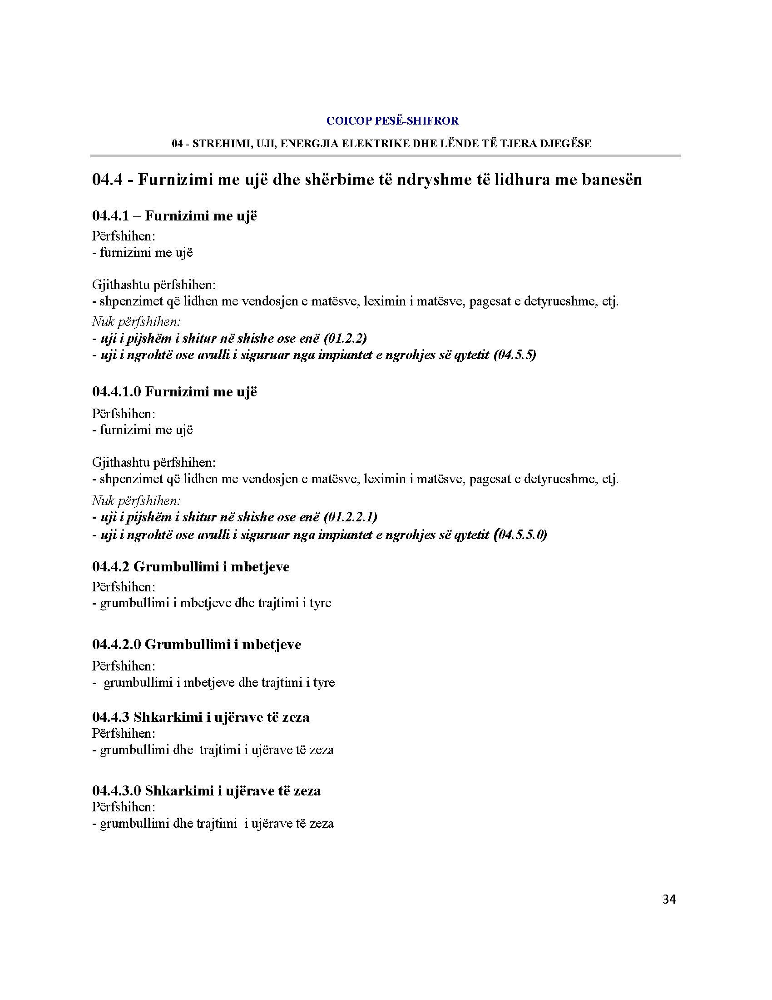 COICOP PESË-SHIFROR
04 - STREHIMI, UJI, ENERGJIA ELEKTRIKE DHE LËNDE TË TJERA DJEGËSE
04.4 - Furnizimi me ujë dhe shërbime të ndryshme të lidhura me banesën
04.4.1 – Furnizimi me ujë
Përfshihen:
- furnizimi me ujë
Gjithashtu përfshihen:
- shpenzimet që lidhen me vendosjen e matësve, leximin i matësve, pagesat e detyrueshme, etj.
Nuk përfshihen:
- uji i pijshëm i shitur në shishe ose enë (01.2.2)
- uji i ngrohtë ose avulli i siguruar nga impiantet e ngrohjes së qytetit (04.5.5)
04.4.1.0 Furnizimi me ujë
Përfshihen:
- furnizimi me ujë
Gjithashtu përfshihen:
- shpenzimet që lidhen me vendosjen e matësve, leximin i matësve, pagesat e detyrueshme, etj.
Nuk përfshihen:
- uji i pijshëm i shitur në shishe ose enë (01.2.2.1)
- uji i ngrohtë ose avulli i siguruar nga impiantet e ngrohjes së qytetit (04.5.5.0)
04.4.2 Grumbullimi i mbetjeve
Përfshihen:
- grumbullimi i mbetjeve dhe trajtimi i tyre
04.4.2.0 Grumbullimi i mbetjeve
Përfshihen:
- grumbullimi i mbetjeve dhe trajtimi i tyre
04.4.3 Shkarkimi i ujërave të zeza
Përfshihen:
- grumbullimi dhe trajtimi i ujërave të zeza
04.4.3.0 Shkarkimi i ujërave të zeza
Përfshihen:
- grumbullimi dhe trajtimi i ujërave të zeza
34